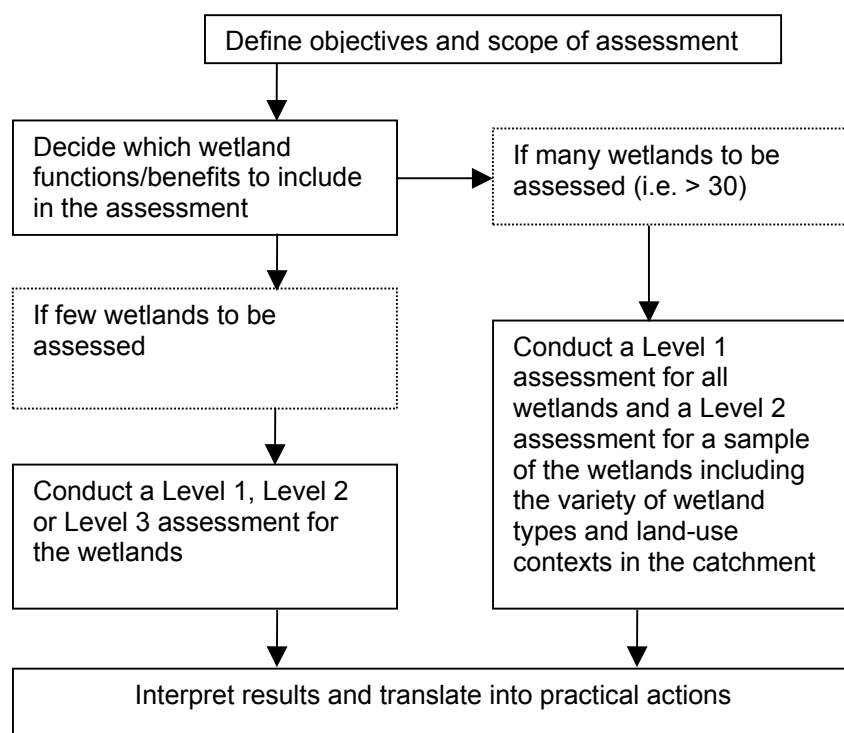 Define objectives and scope of assessment
Decide which wetland
functions/benefits to include
in the assessment
If many wetlands to be
assessed (i.e. > 30)
If few wetlands to be
assessed
Conduct a Level 1
assessment for all
wetlands and a Level 2
assessment for a sample
of the wetlands including
the variety of wetland
types and land-use
contexts in the catchment
Conduct a Level 1, Level 2
or Level 3 assessment for
the wetlands
Interpret results and translate into practical actions